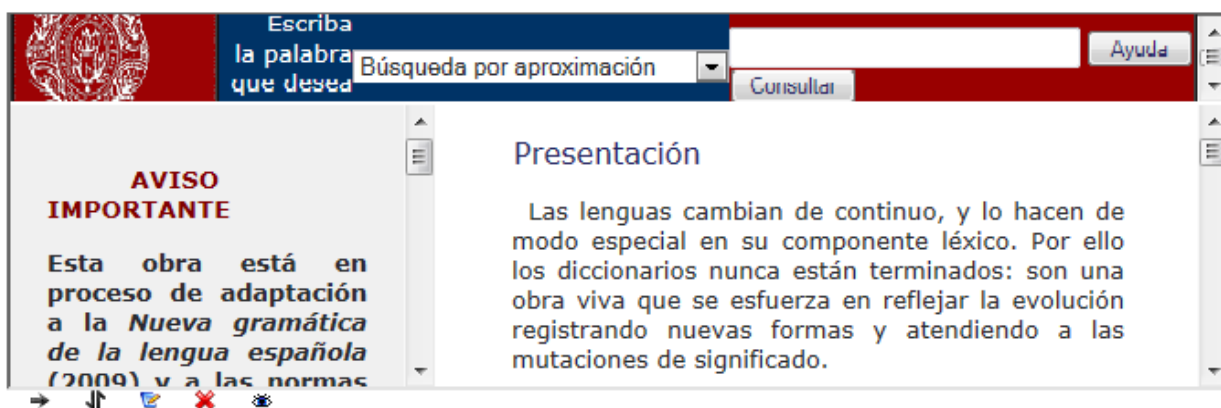 Escriba
la palabra
que desea
Búsqueda por aproximación
Ayuda
Consultar
AVISO
IMPORTANTE
Esta obra está en
proceso de adaptación
a la Nueva gramática
de la lengua española
(2009) y a las normas
Presentación
Las lenguas cambian de continuo, y lo hacen de
modo especial en su componente léxico. Por ello
los diccionarios nunca están terminados: son una
obra viva que se esfuerza en reflejar la evolución
registrando nuevas formas y atendiendo a las
mutaciones de significado.